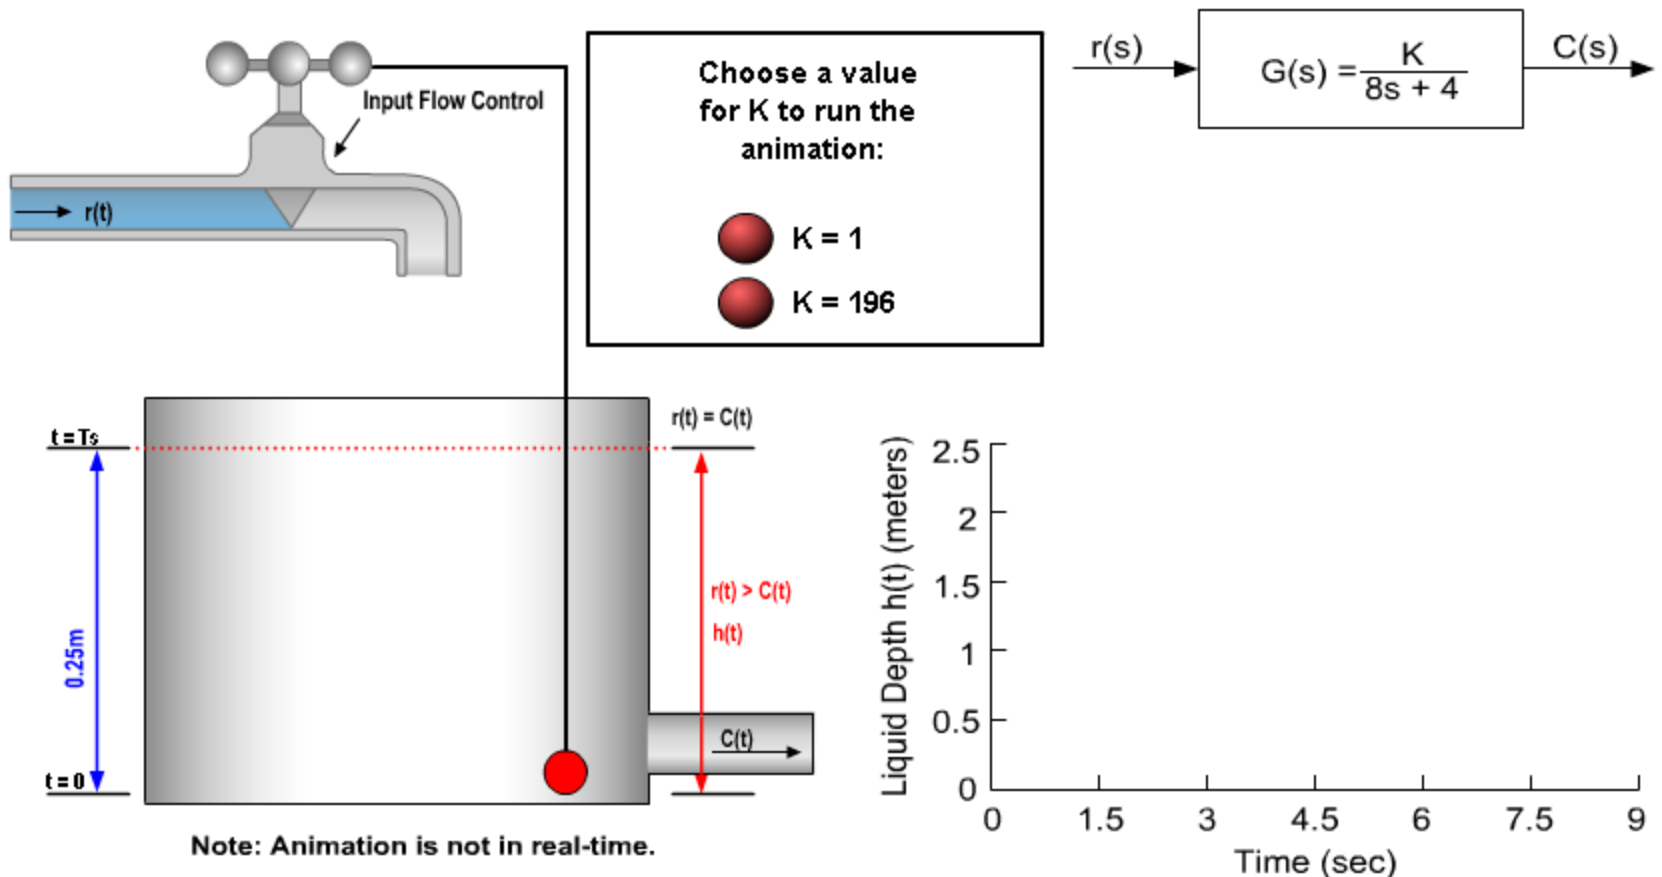 Input Flow Control
r(t)
Choose a value
for K to run the
animation:
K = 1
K = 196
r(s)
G(s) = K
8s + 4
C(s)
t = Ts
0.25m
t = 0
r(t) = C(t)
r(t) > C(t)
h(t)
C(t)
Note: Animation is not in real-time.
Liquid Depth h(t) (meters)
2.5
2
1.5
1
0.5
0
0 1.5 3 4.5 6 7.5 9
Time (sec)